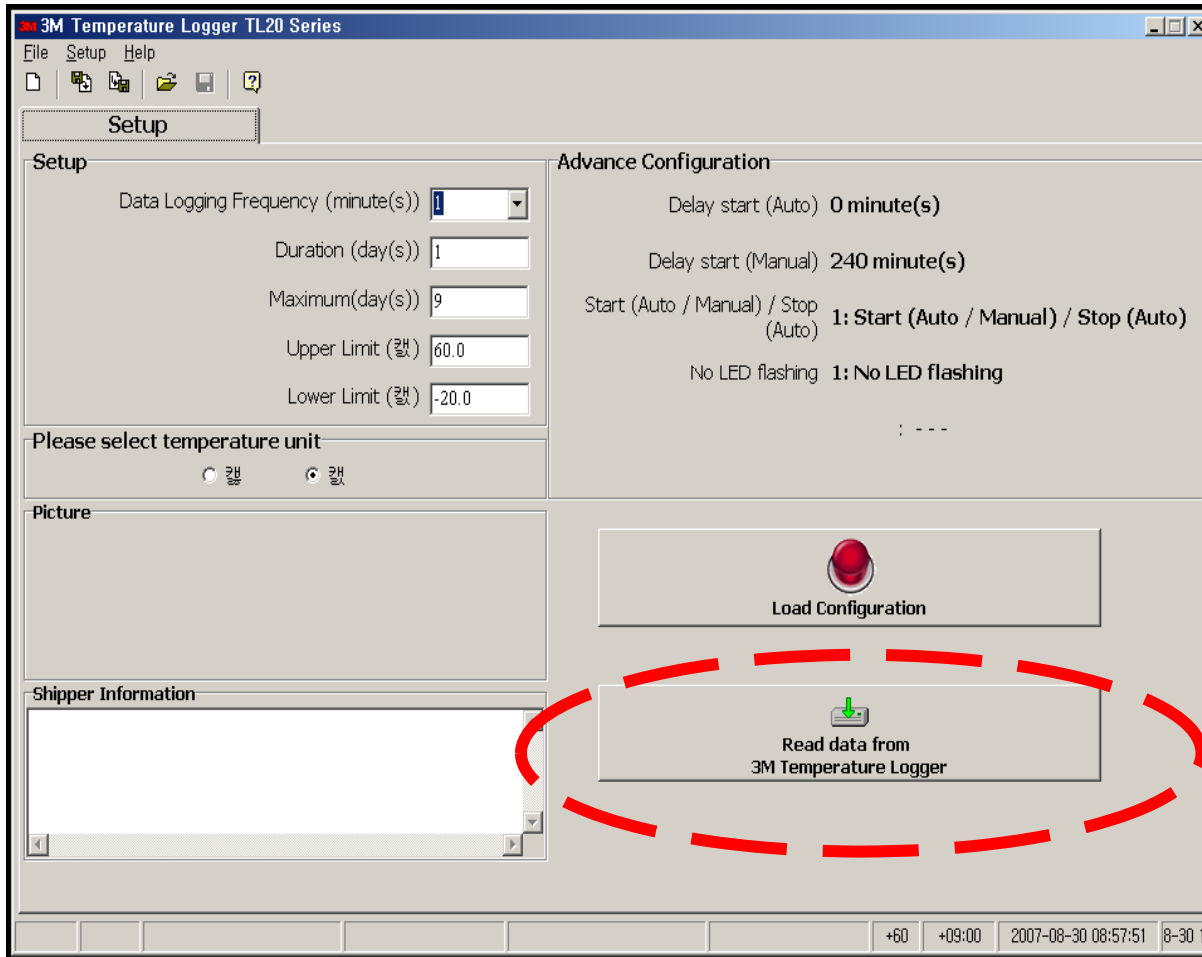 3M 3M Temperature Logger TL20 Series
File Setup Help
Setup
Setup
Data Logging Frequency (minute(s)) 1
Duration (day(s)) 1
Maximum(day(s)) 9
Upper Limit (캜) 60.0
Lower Limit (캜) -20.0
Please select temperature unit
캟 캜
Picture
Shipper Information
Advance Configuration
Delay start (Auto) 0 minute(s)
Delay start (Manual) 240 minute(s)
Start (Auto / Manual) / Stop
(Auto) 1: Start (Auto / Manual) / Stop (Auto)
No LED flashing 1: No LED flashing
: - - -
Load Configuration
Read data from
3M Temperature Logger
+60 +09:00 2007-08-30 08:57:51 8-30